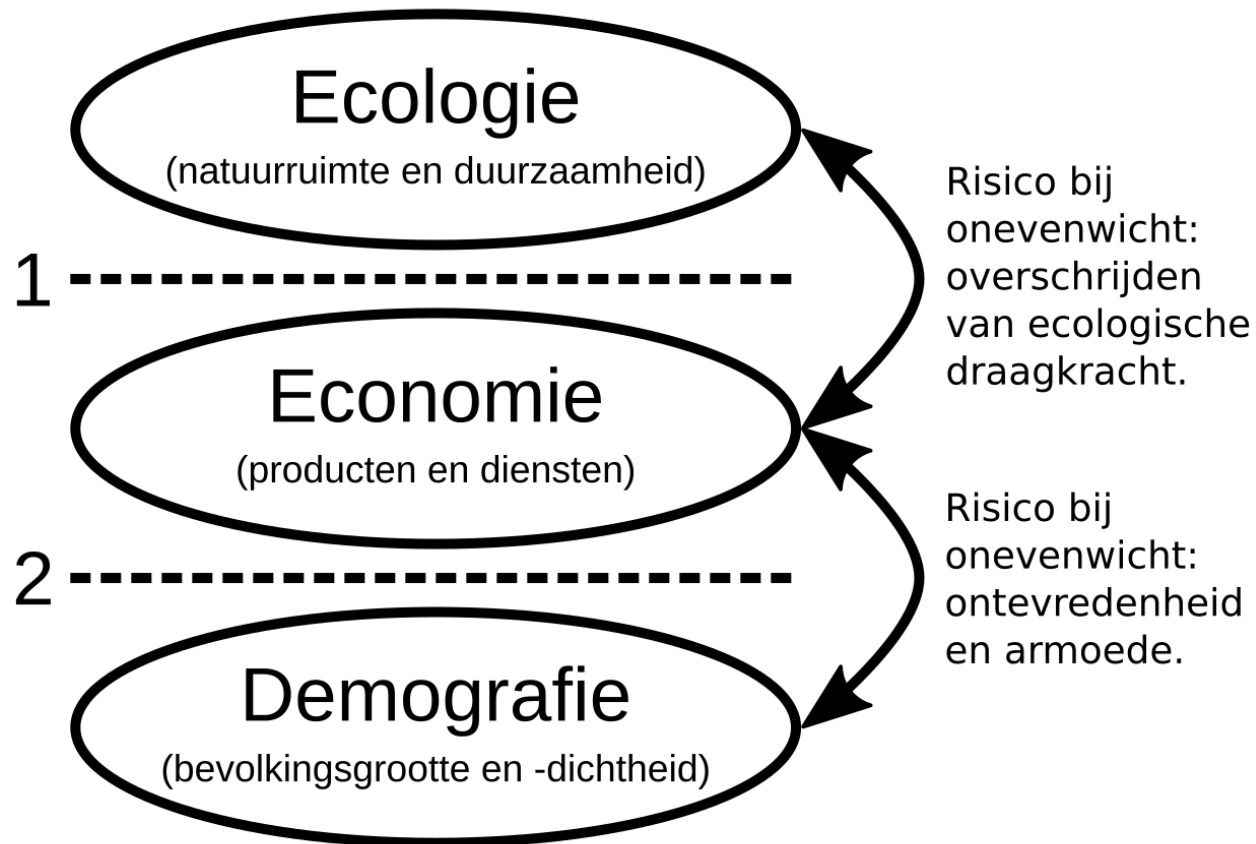 Ecologie
(natuurruimte en duurzaamheid)
Risico bij
onevenwicht:
overschrijden
van ecologische
draagkracht.
1
Economie
(producten en diensten)
Risico bij
onevenwicht:
ontevredenheid
en armoede.
2
Demografie
(bevolkingsgrootte en -dichtheid)